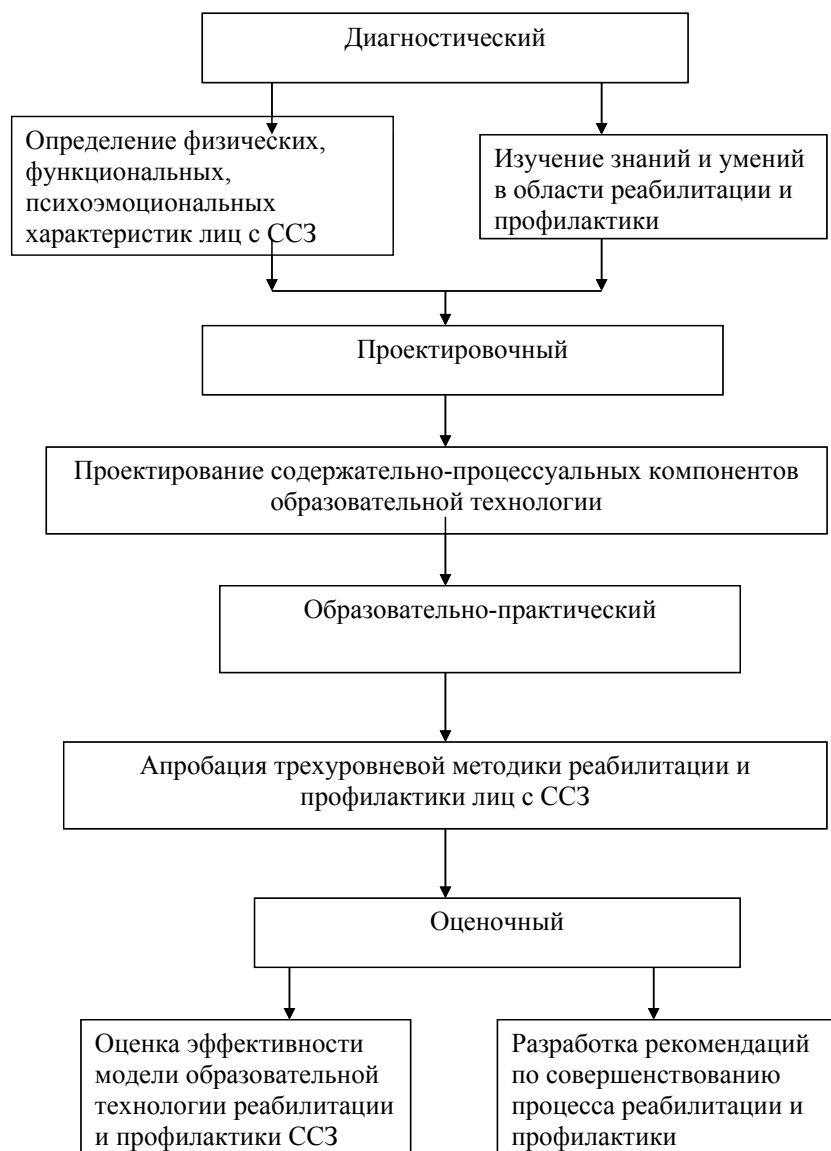 Диагностический
Определение физических,
функциональных,
психоэмоциональных
характеристик лиц с ССЗ
Изучение знаний и умений
в области реабилитации и
профилактики
Проектировочный
Проектирование содержательно-процессуальных компонентов
образовательной технологии
Образовательно-практический
Апробация трехуровневой методики реабилитации и
профилактики лиц с ССЗ
Оценочный
Оценка эффективности
модели образовательной
технологии реабилитации
и профилактики ССЗ
Разработка рекомендаций
по совершенствованию
процесса реабилитации и
профилактики